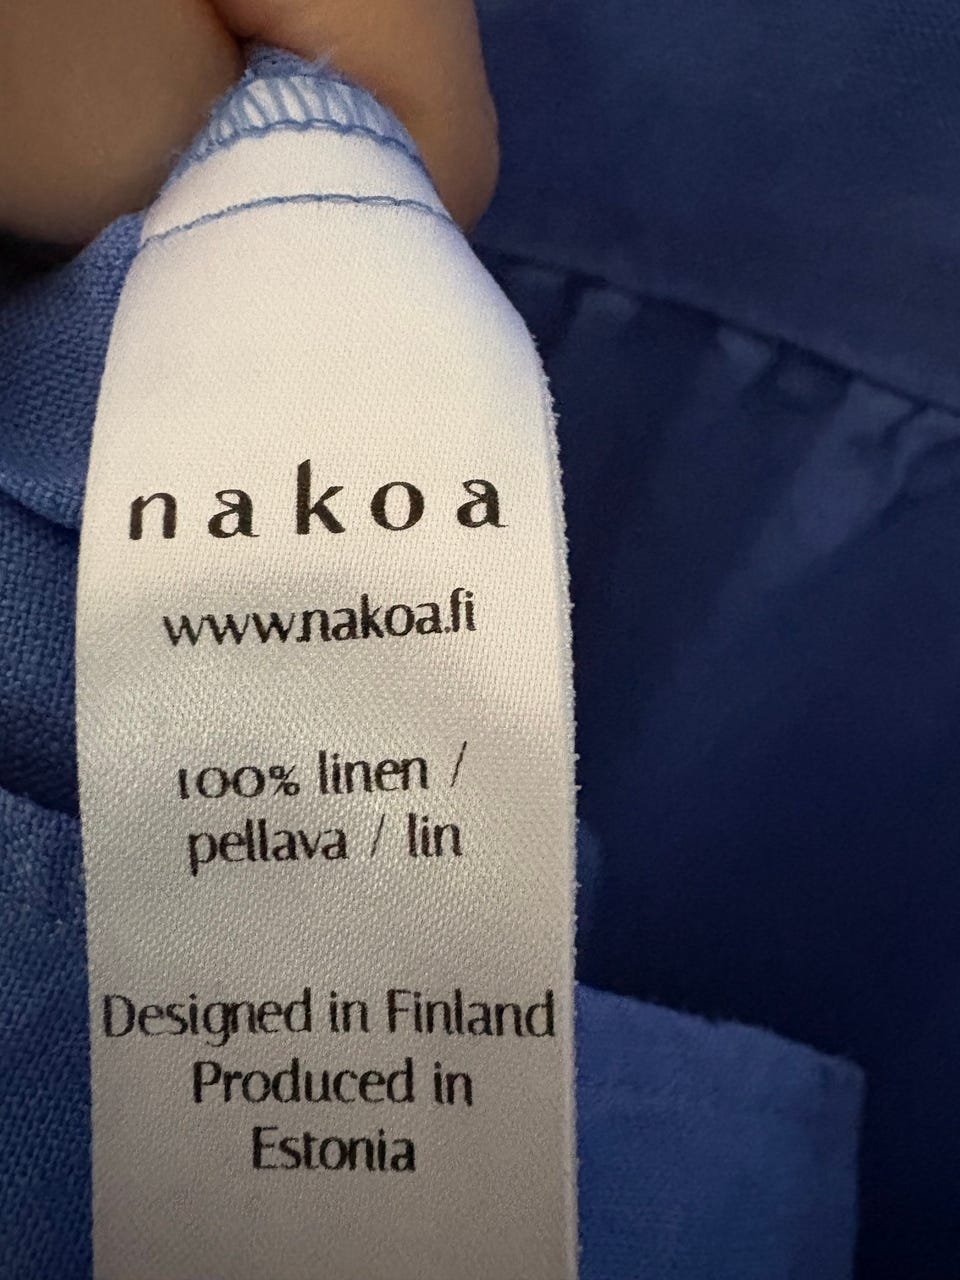 nakoa
www.nakoa.fi
100% linen /
pellava / lin
Designed in Finland
Produced in
Estonia